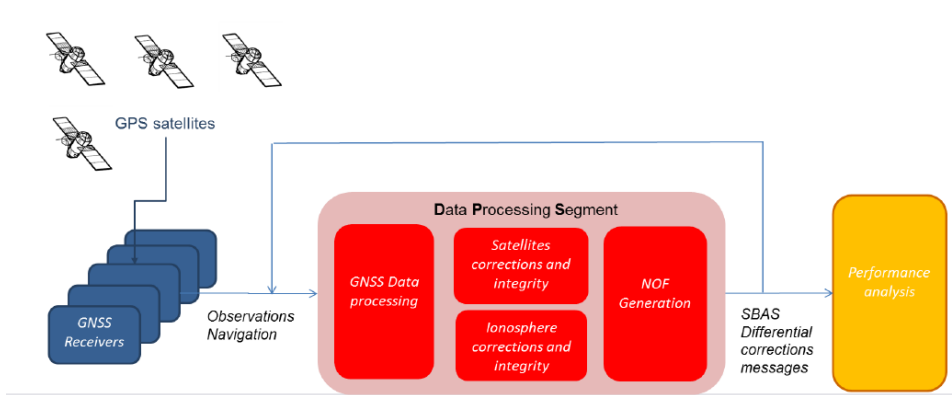 GPS satellites
Data Processing Segment
GNSS Data
processing
Satellites
corrections and
integrity
Ionosphere
corrections and
integrity
NOF
Generation
Performance
analysis
GNSS
Receivers
Observations
Navigation
SBAS
Differential
corrections
messages